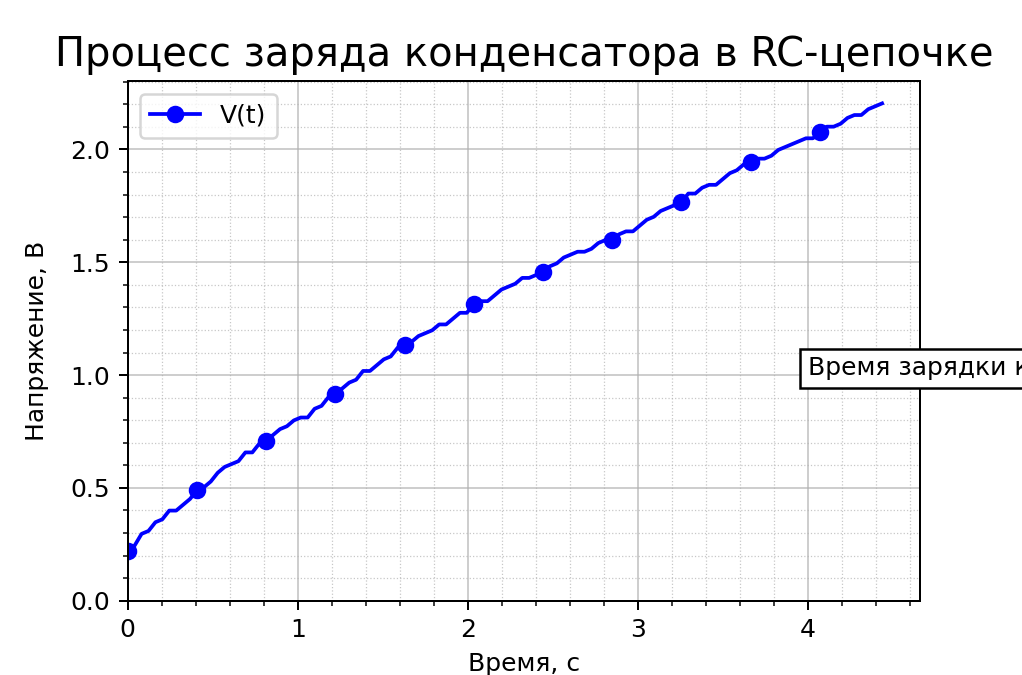 Процесс заряда конденсатора в RC-цепочке
V(t)
2.0
1.5
1.0
0.5
0.0
Напряжение, В
Время зарядки к
0 1 2 3 4
Время, с